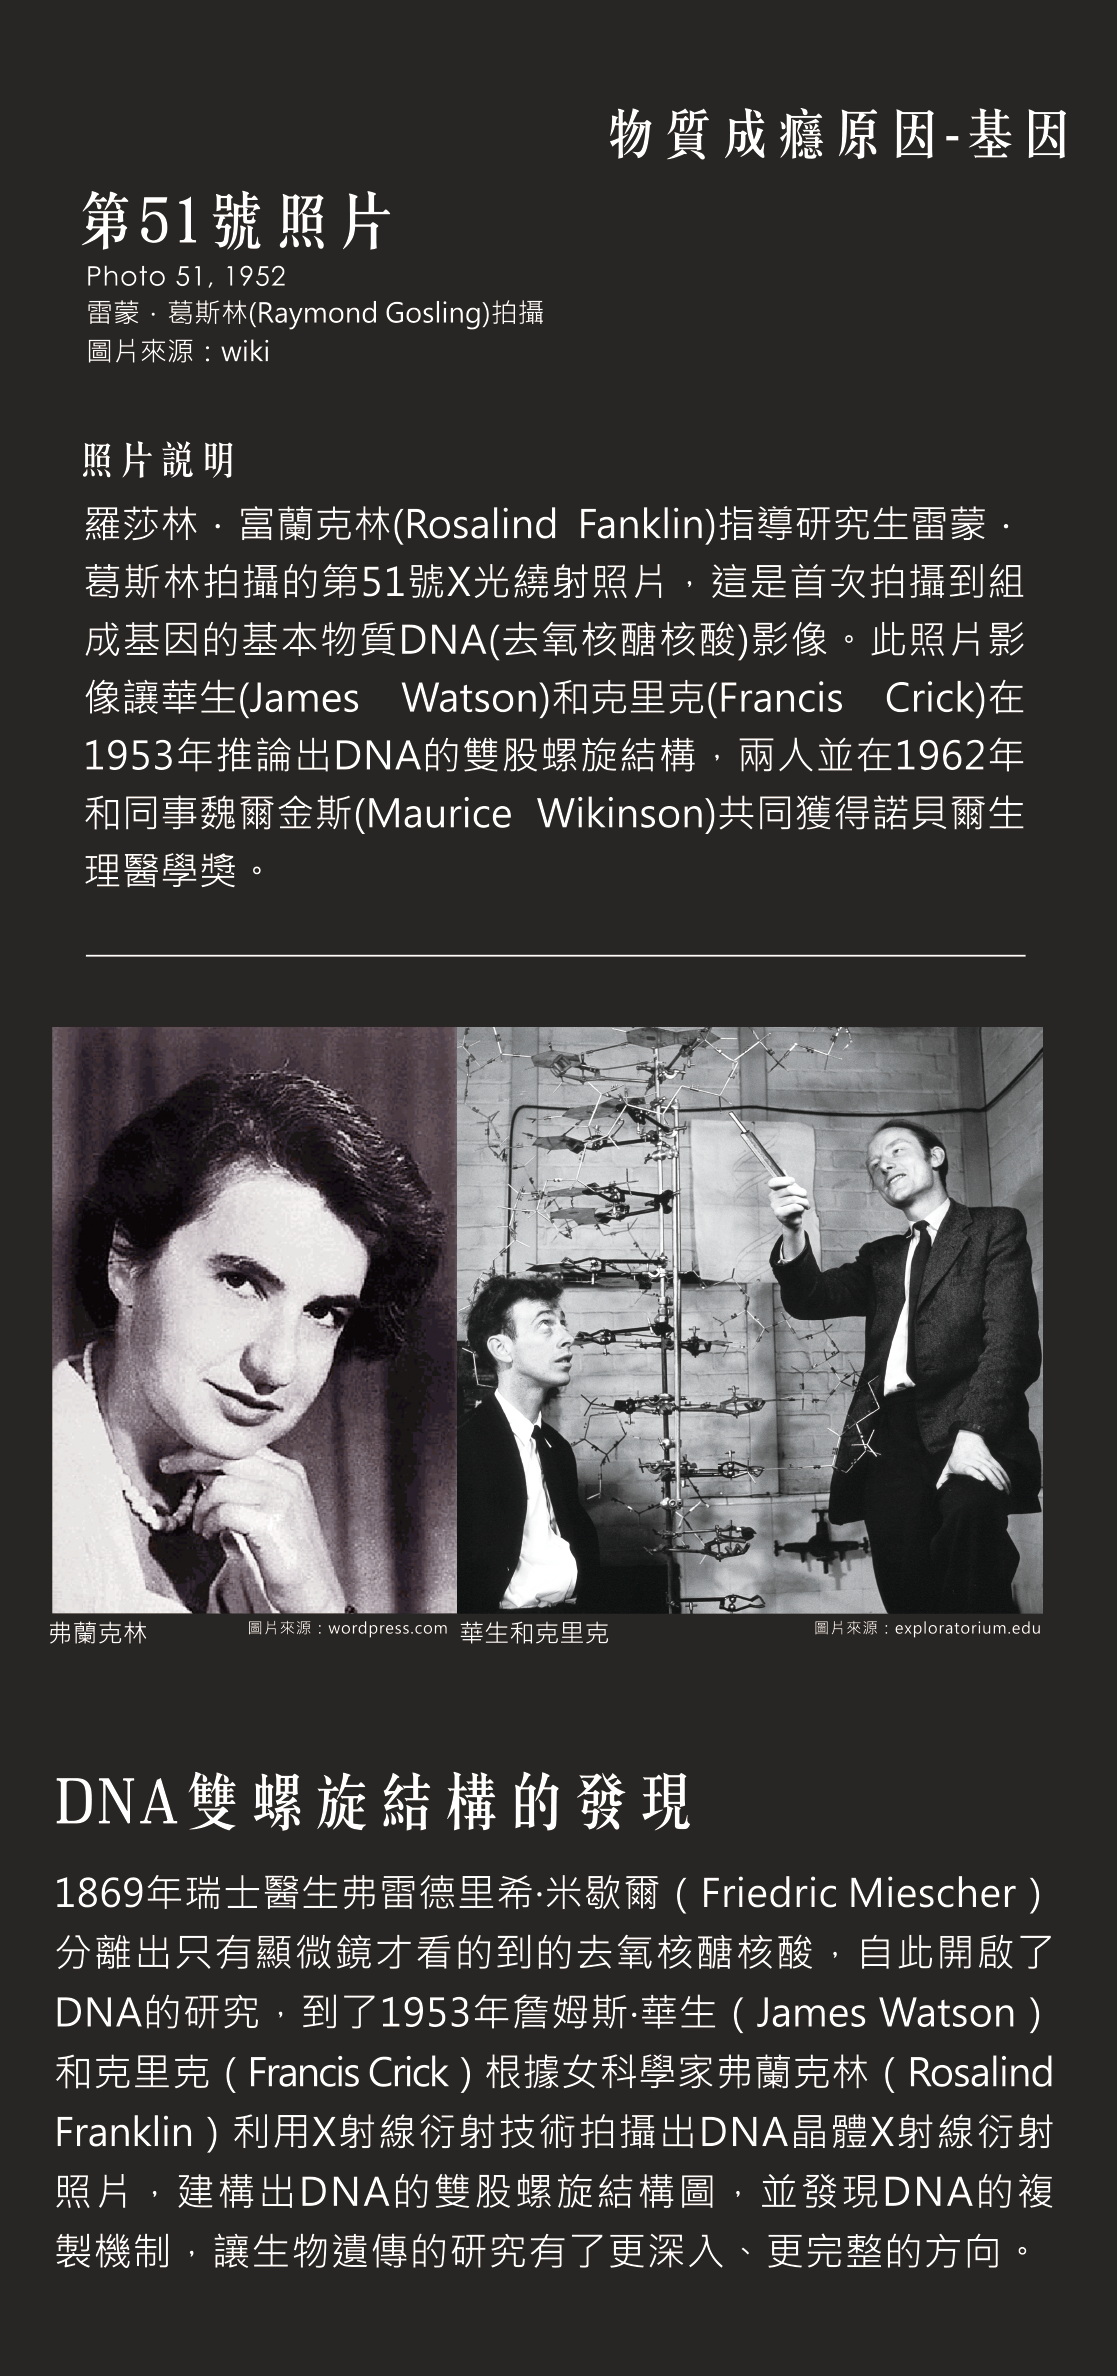 物質成癮原因-基因
第51號照片
Photo 51, 1952
雷蒙．葛斯林(Raymond Gosling)拍攝
圖片來源：wiki
照片説明
羅莎林．富蘭克林(Rosalind Fanklin)指導研究生雷蒙．
葛斯林拍攝的第51號X光繞射照片，這是首次拍攝到組
成基因的基本物質DNA(去氧核醣核酸)影像。此照片影
像讓華生(James Watson)和克里克(Francis Crick)在
1953年推論出DNA的雙股螺旋結構，兩人並在1962年
和同事魏爾金斯(Maurice Wikinson)共同獲得諾貝爾生
理醫學獎。
弗蘭克林 圖片來源：wordpress.com 華生和克里克 圖片來源：exploratorium.edu
DNA雙螺旋結構的發現
1869年瑞士醫生弗雷德里希·米歇爾（Friedric Miescher）
分離出只有顯微鏡才看的到的去氧核醣核酸，自此開啟了
DNA的研究，到了1953年詹姆斯·華生（James Watson）
和克里克（Francis Crick）根據女科學家弗蘭克林（Rosalind
Franklin）利用X射線衍射技術拍攝出DNA晶體X射線衍射
照片，建構出DNA的雙股螺旋結構圖，並發現DNA的複
製機制，讓生物遺傳的研究有了更深入、更完整的方向。